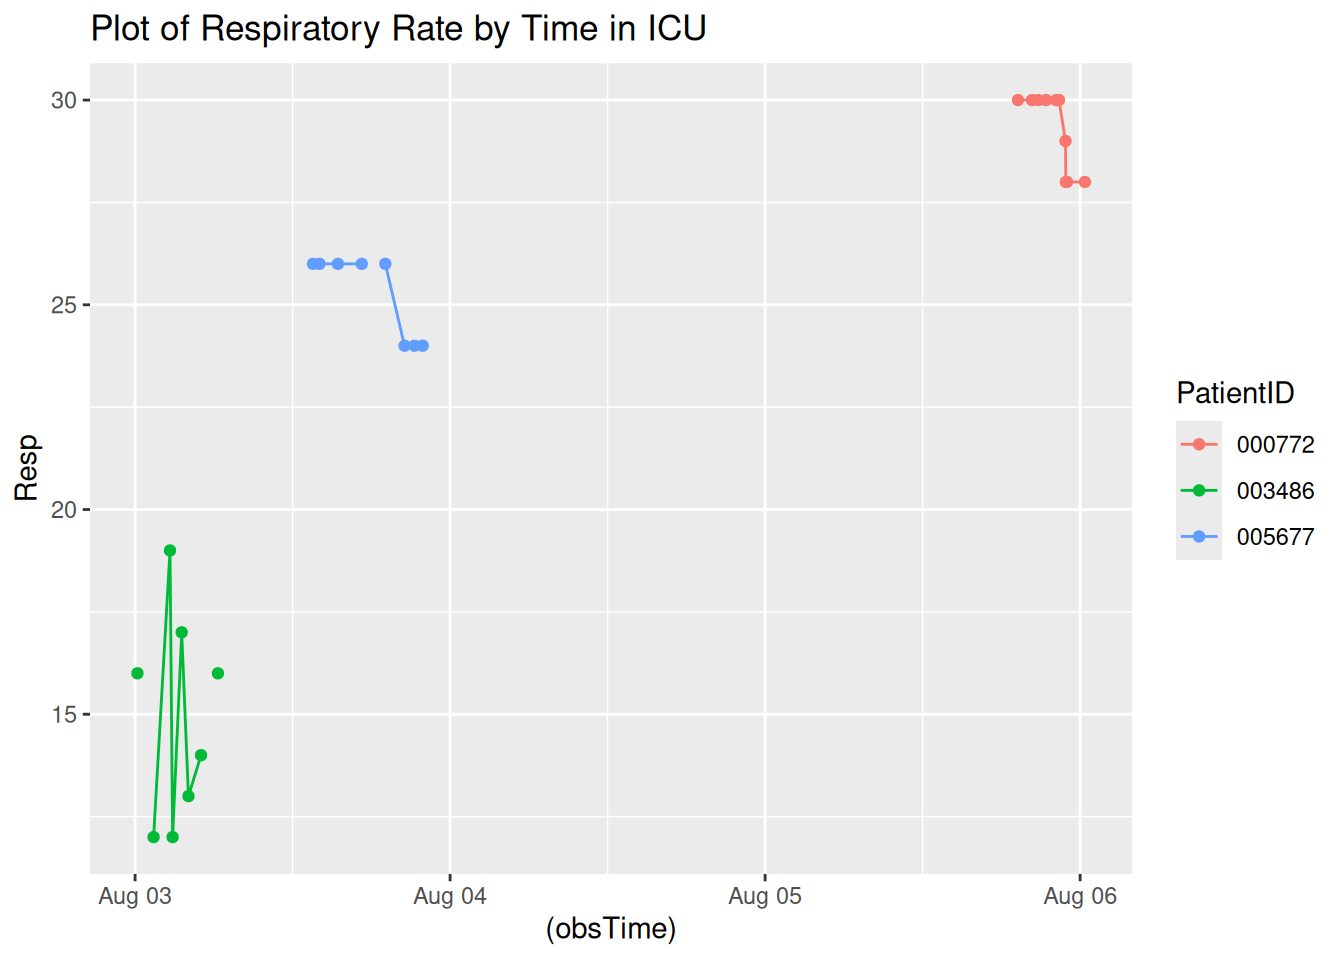 Plot of Respiratory Rate by Time in ICU
30
25
20
15
Resp
Aug 03
Aug 04
Aug 05
Aug 06
(obsTime)
PatientID
000772
003486
005677